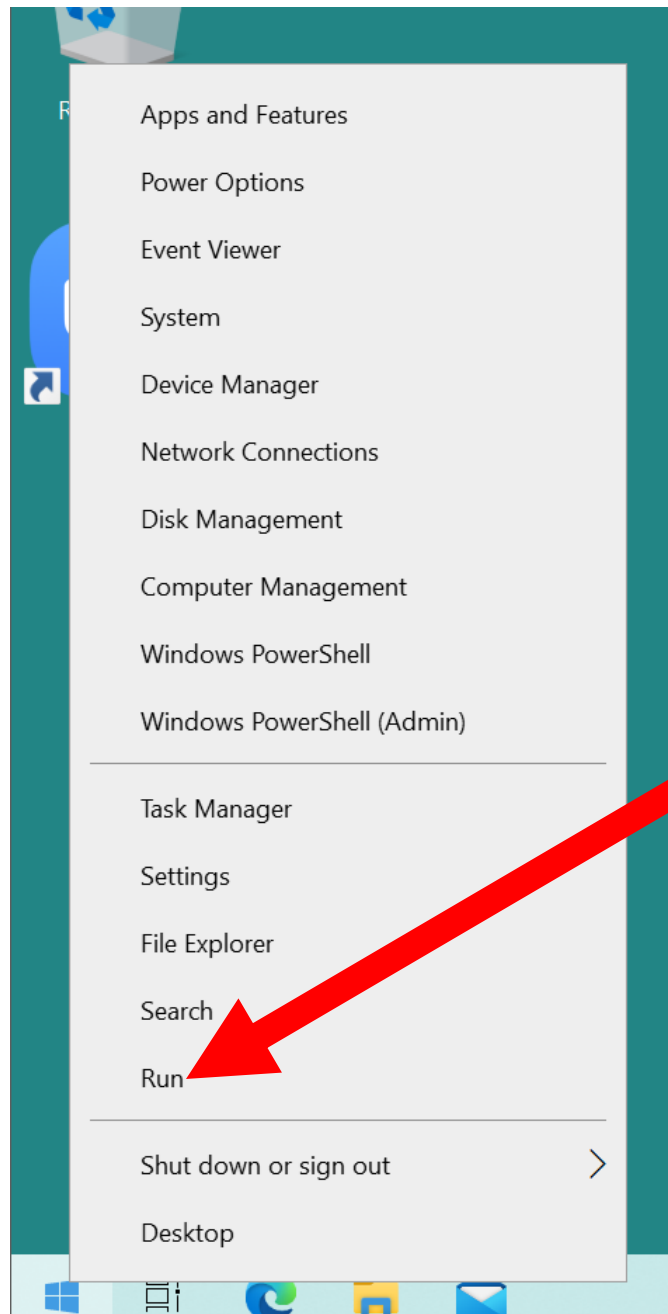 R
Apps and Features
Power Options
Event Viewer
System
Device Manager
Network Connections
Disk Management
Computer Management
Windows PowerShell
Windows PowerShell (Admin)
Task Manager
Settings
File Explorer
Search
Run
Shut down or sign out
Desktop